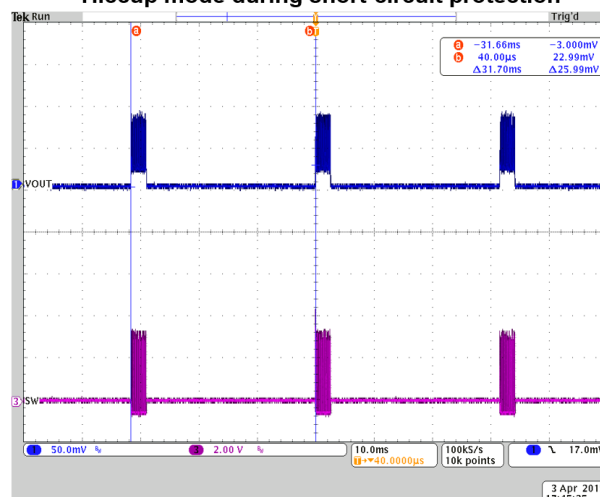 Hiccup mode during short-circuit protection
Tek Run
Trig'd
a
b
T
a -31.66ms -3.000mV
b 40.00µs 22.99mV
Δ31.70ms Δ25.99mV
1 VOUT
3 SW
1 50.0mV
3 2.00 V
10.0ms
T→▼40.0000µs
100kS/s
10k points
1 17.0m
3 Apr 201